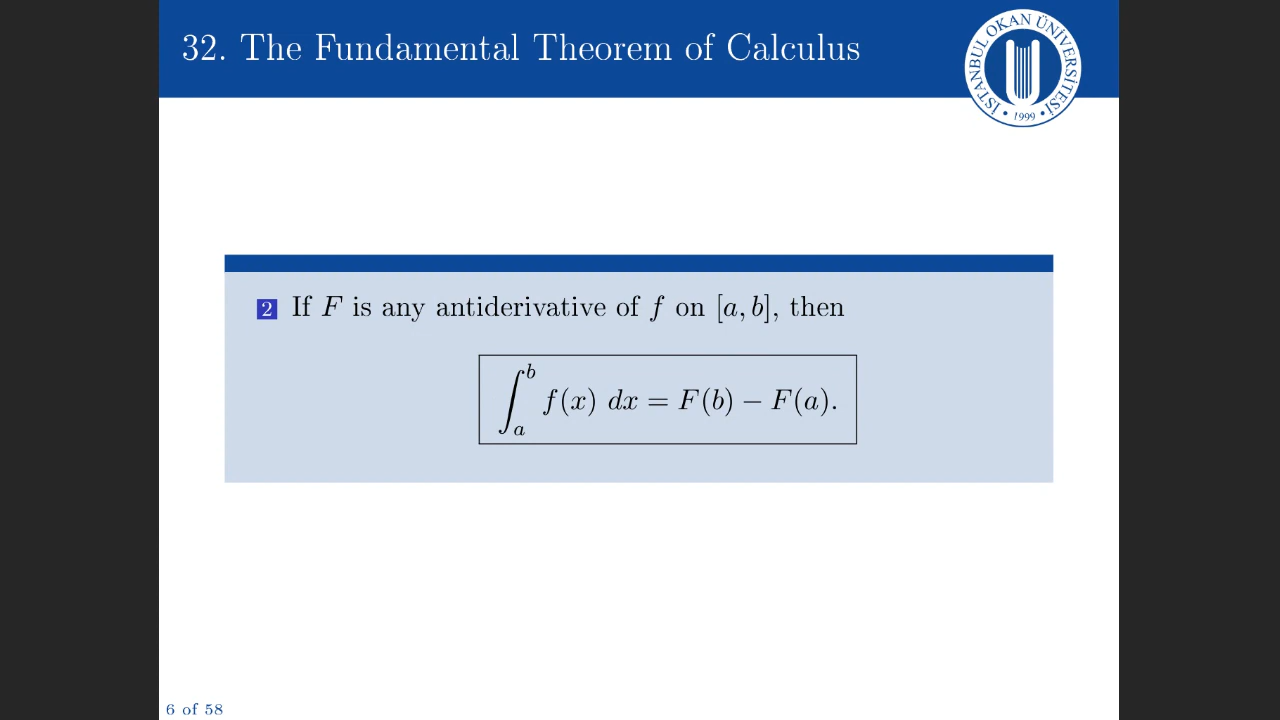 32. The Fundamental Theorem of Calculus
İSTANBUL OKAN ÜNİVERSİTESİ
• 1999 •
2 If F is any antiderivative of f on [a, b], then
∫_a^b f(x) dx = F(b) − F(a).
6 of 58